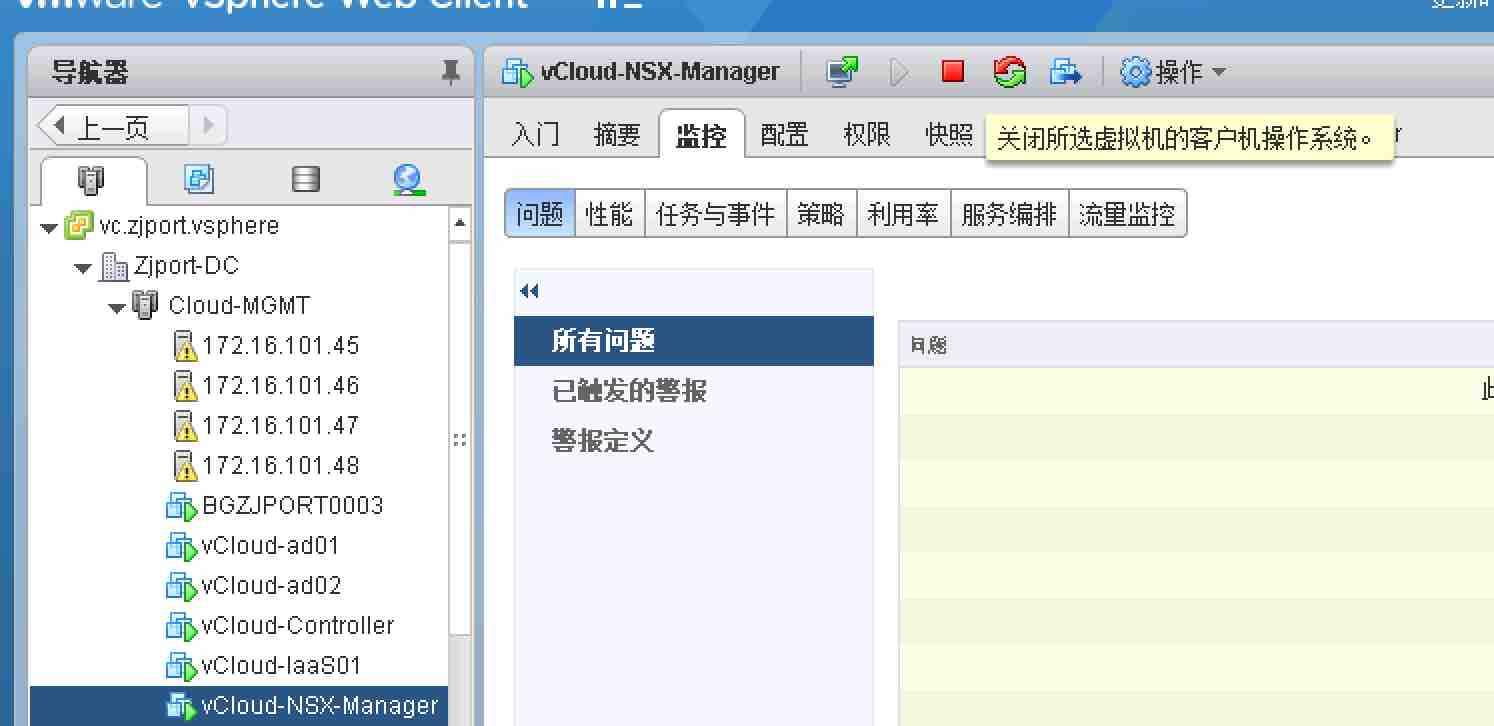 vmware vSphere Web Client
导航器
vCloud-NSX-Manager
操作
上一页
入门
摘要
监控
配置
权限
快照
关闭所选虚拟机的客户机操作系统。
问题
性能
任务与事件
策略
利用率
服务编排
流量监控
vc.zjport.vsphere
Zjport-DC
Cloud-MGMT
172.16.101.45
172.16.101.46
172.16.101.47
172.16.101.48
BGZJPORT0003
vCloud-ad01
vCloud-ad02
vCloud-Controller
vCloud-IaaS01
vCloud-NSX-Manager
所有问题
已触发的警报
警报定义
问题